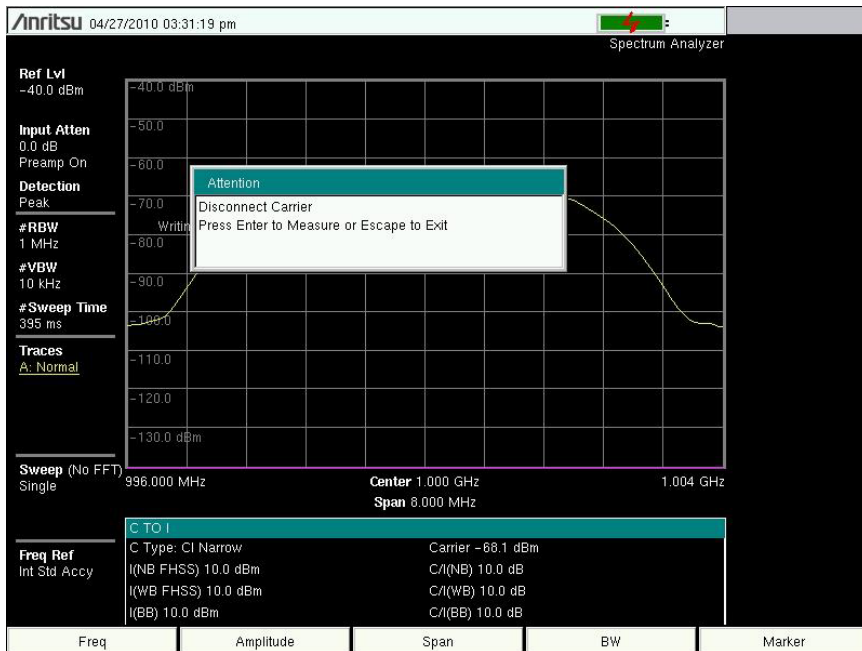 /inritsu 04/27/2010 03:31:19 pm
Spectrum Analyzer
Ref Lvl
-40.0 dBm
Input Atten
0.0 dB
Preamp On
Detection
Peak
#RBW
1 MHz
#VBW
10 kHz
#Sweep Time
395 ms
Traces
A: Normal
Sweep (No FFT)
Single
Freq Ref
Int Std Accy
-40.0 dBm
-50.0
-60.0
-70.0
-80.0
-90.0
-100.0
-110.0
-120.0
-130.0 dBm
Writin
Attention
Disconnect Carrier
Press Enter to Measure or Escape to Exit
996.000 MHz
Center 1.000 GHz
1.004 GHz
Span 8.000 MHz
C TO I
C Type: CI Narrow
Carrier -68.1 dBm
I(NB FHSS) 10.0 dBm
C/I(NB) 10.0 dB
I(WB FHSS) 10.0 dBm
C/I(WB) 10.0 dB
I(BB) 10.0 dBm
C/I(BB) 10.0 dB
Freq
Amplitude
Span
BW
Marker